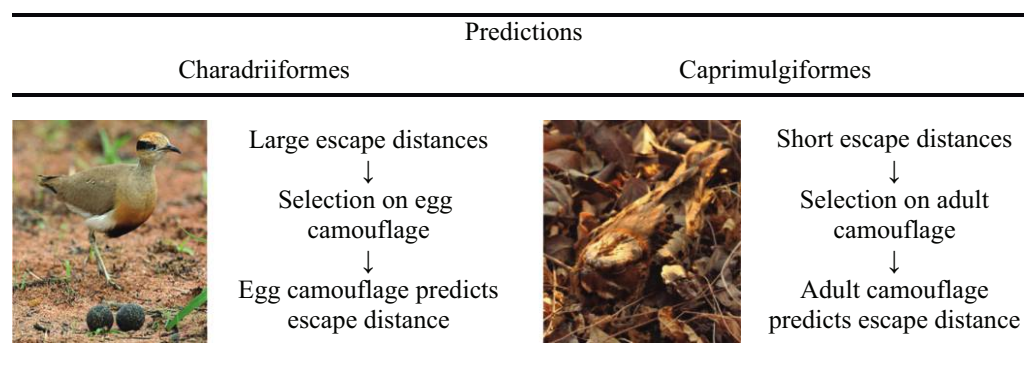 Predictions
Charadriiformes
Caprimulgiformes
Large escape distances
↓
Selection on egg
camouflage
↓
Egg camouflage predicts
escape distance
Short escape distances
↓
Selection on adult
camouflage
↓
Adult camouflage
predicts escape distance